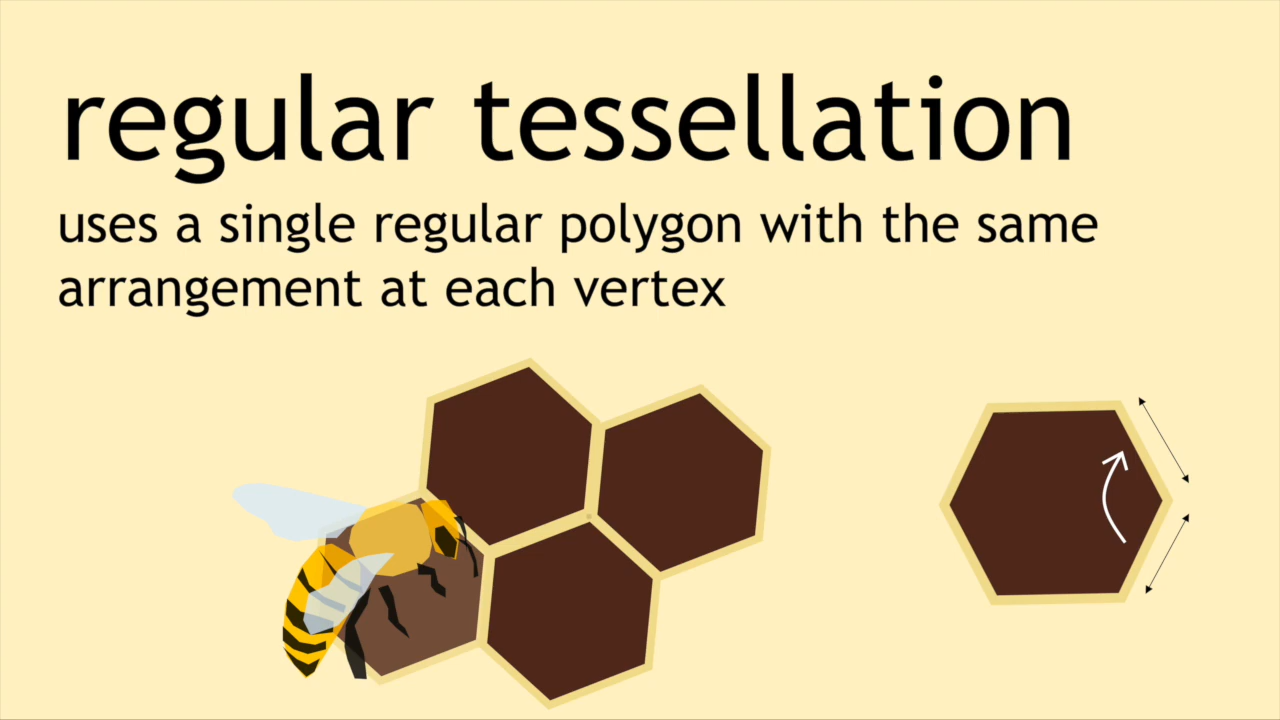 regular tessellation
uses a single regular polygon with the same
arrangement at each vertex